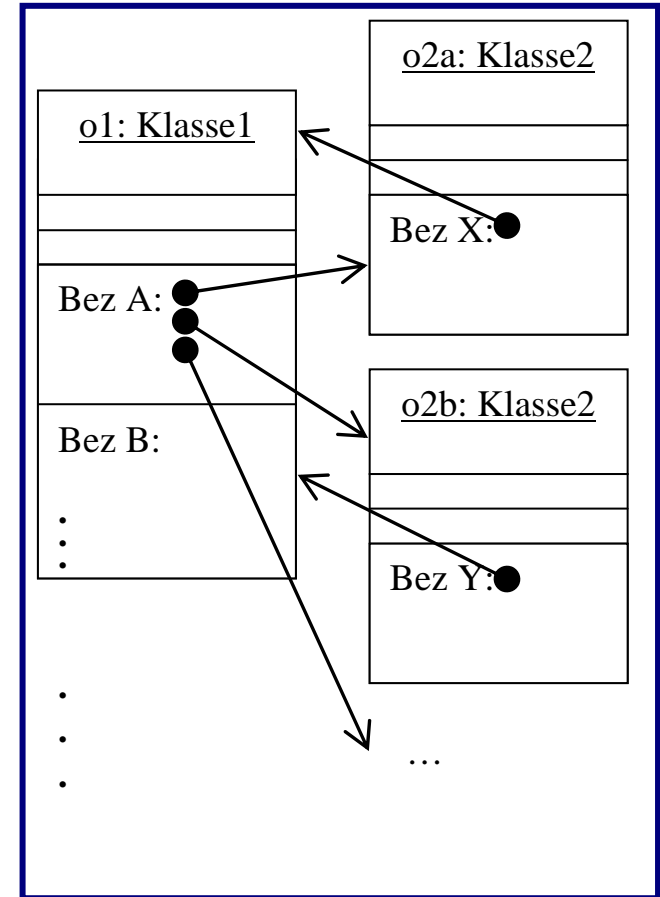 o1: Klasse1
Bez A:
Bez B:
.
.
.
.
.
.
o2a: Klasse2
Bez X:
o2b: Klasse2
Bez Y:
…